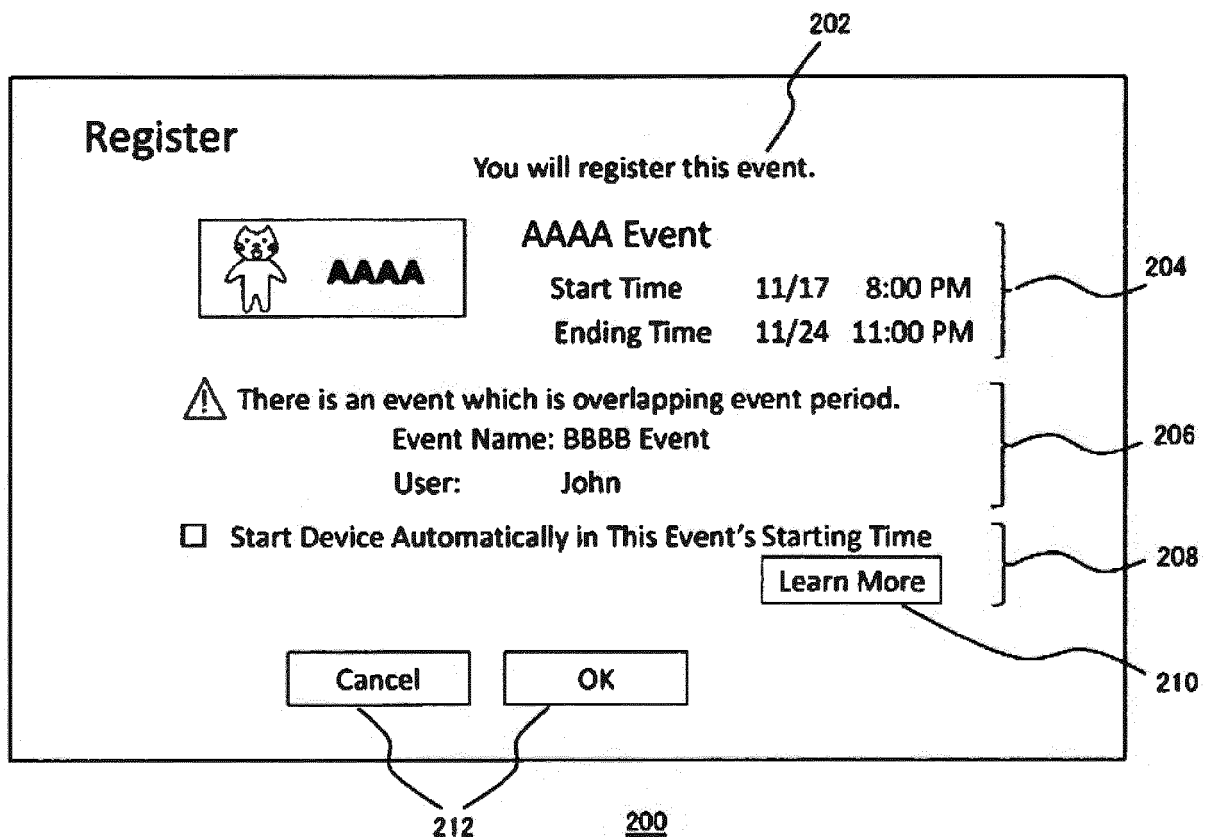 202
Register
You will register this event.
AAAA
AAAA Event
Start Time 11/17 8:00 PM
Ending Time 11/24 11:00 PM
204
There is an event which is overlapping event period.
Event Name: BBBB Event
User: John
206
Start Device Automatically in This Event's Starting Time
Learn More
208
210
Cancel OK
212
200